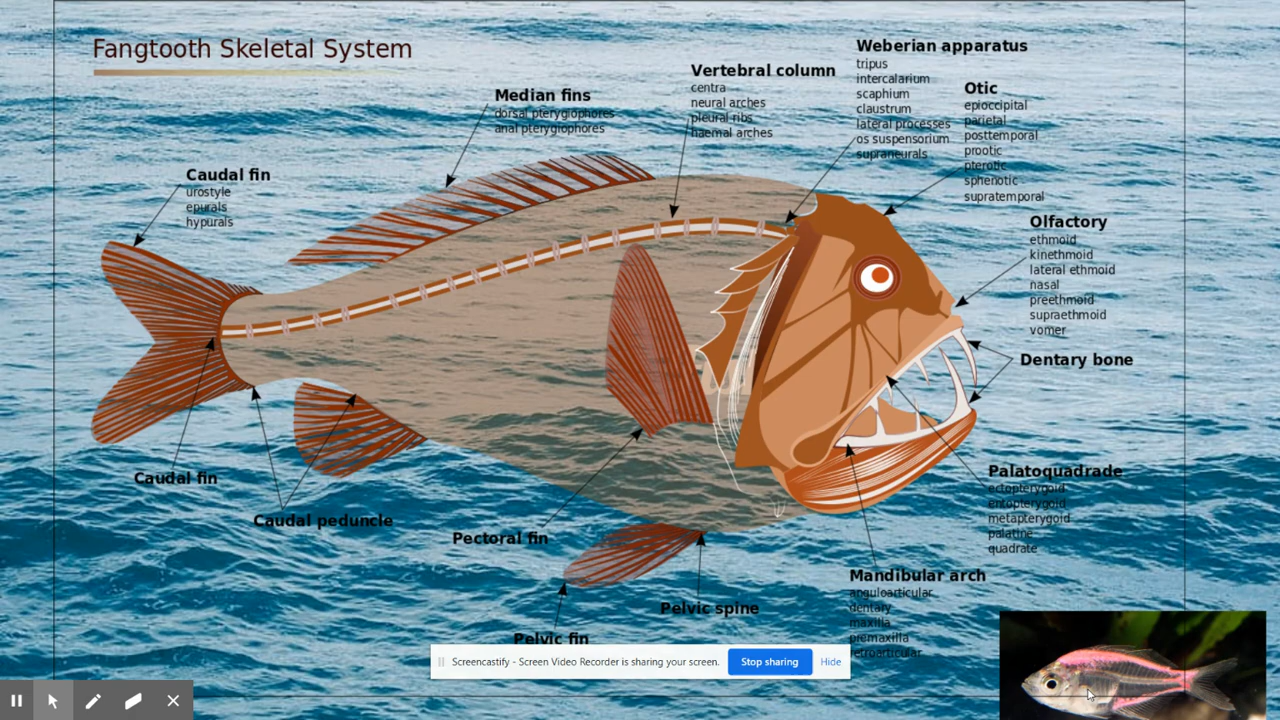 Fangtooth Skeletal System
Weberian apparatus
tripus
intercalarium
scaphium
claustrum
lateral processes
os suspensorium
supraneurals
Vertebral column
centra
neural arches
pleural ribs
haemal arches
Otic
epioccipital
parietal
posttemporal
prootic
pterotic
sphenotic
supratemporal
Median fins
dorsal pterygiophores
anal pterygiophores
Caudal fin
urostyle
epurals
hypurals
Olfactory
ethmoid
kinethmoid
lateral ethmoid
nasal
preethmoid
supraethmoid
vomer
Dentary bone
Caudal fin
Caudal peduncle
Palatoquadrade
ectopterygoid
entopterygoid
metapterygoid
palatine
quadrate
Pectoral fin
Mandibular arch
anguloarticular
dentaly
maxilla
premaxilla
retroarticular
Pelvic spine
Pelvic fin
Screencastify - Screen Video Recorder is sharing your screen.
Stop sharing
Hide